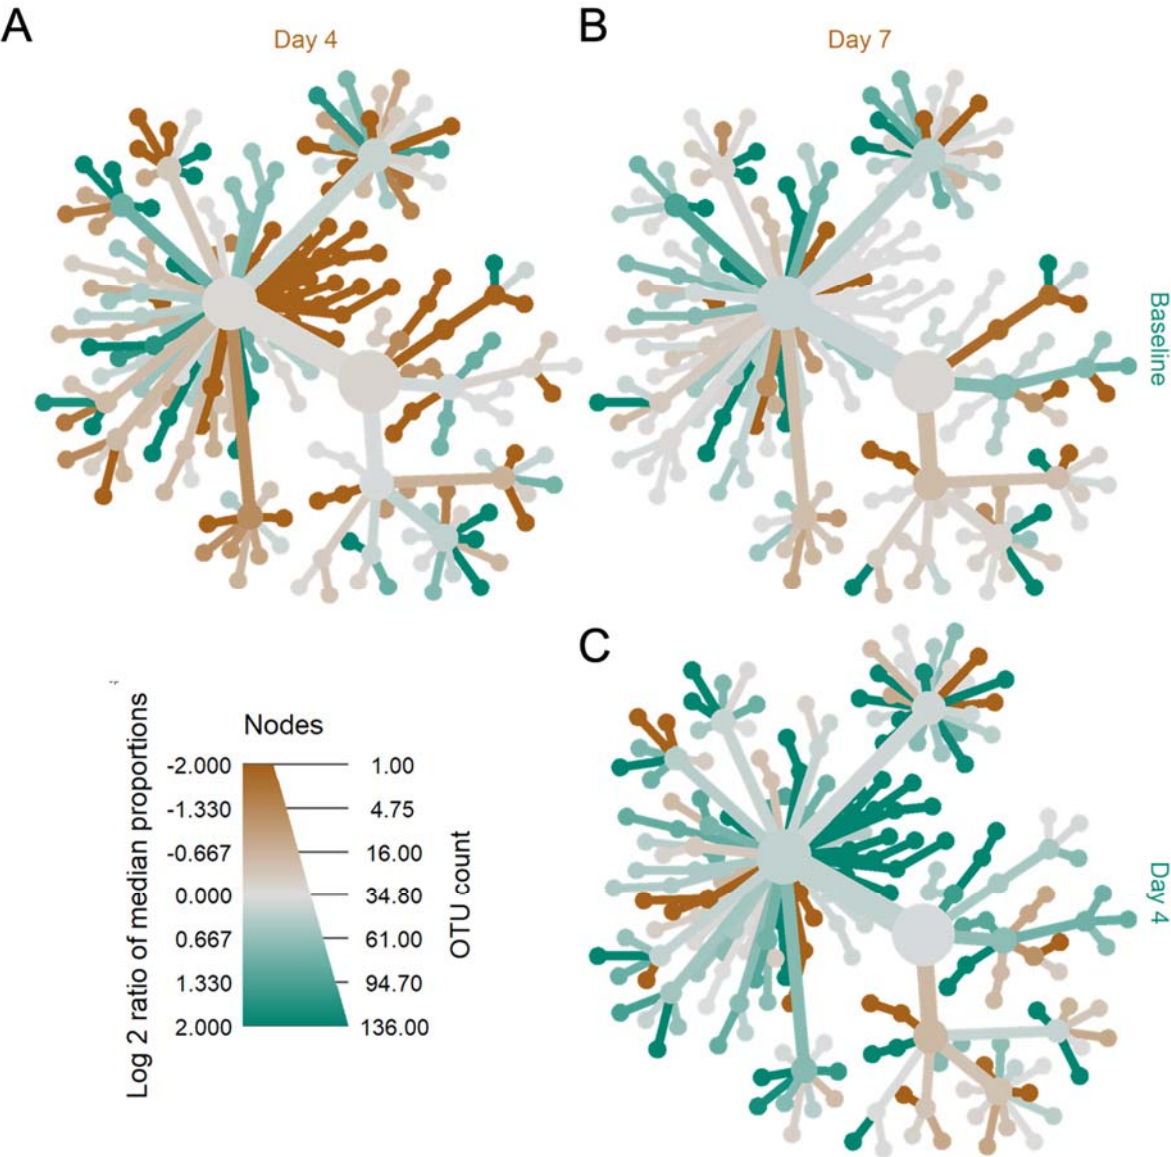 A
Day 4
B
Day 7
Baseline
C
Day 4
Nodes
Log 2 ratio of median proportions
OTU count
-2.000 1.00
-1.330 4.75
-0.667 16.00
0.000 34.80
0.667 61.00
1.330 94.70
2.000 136.00